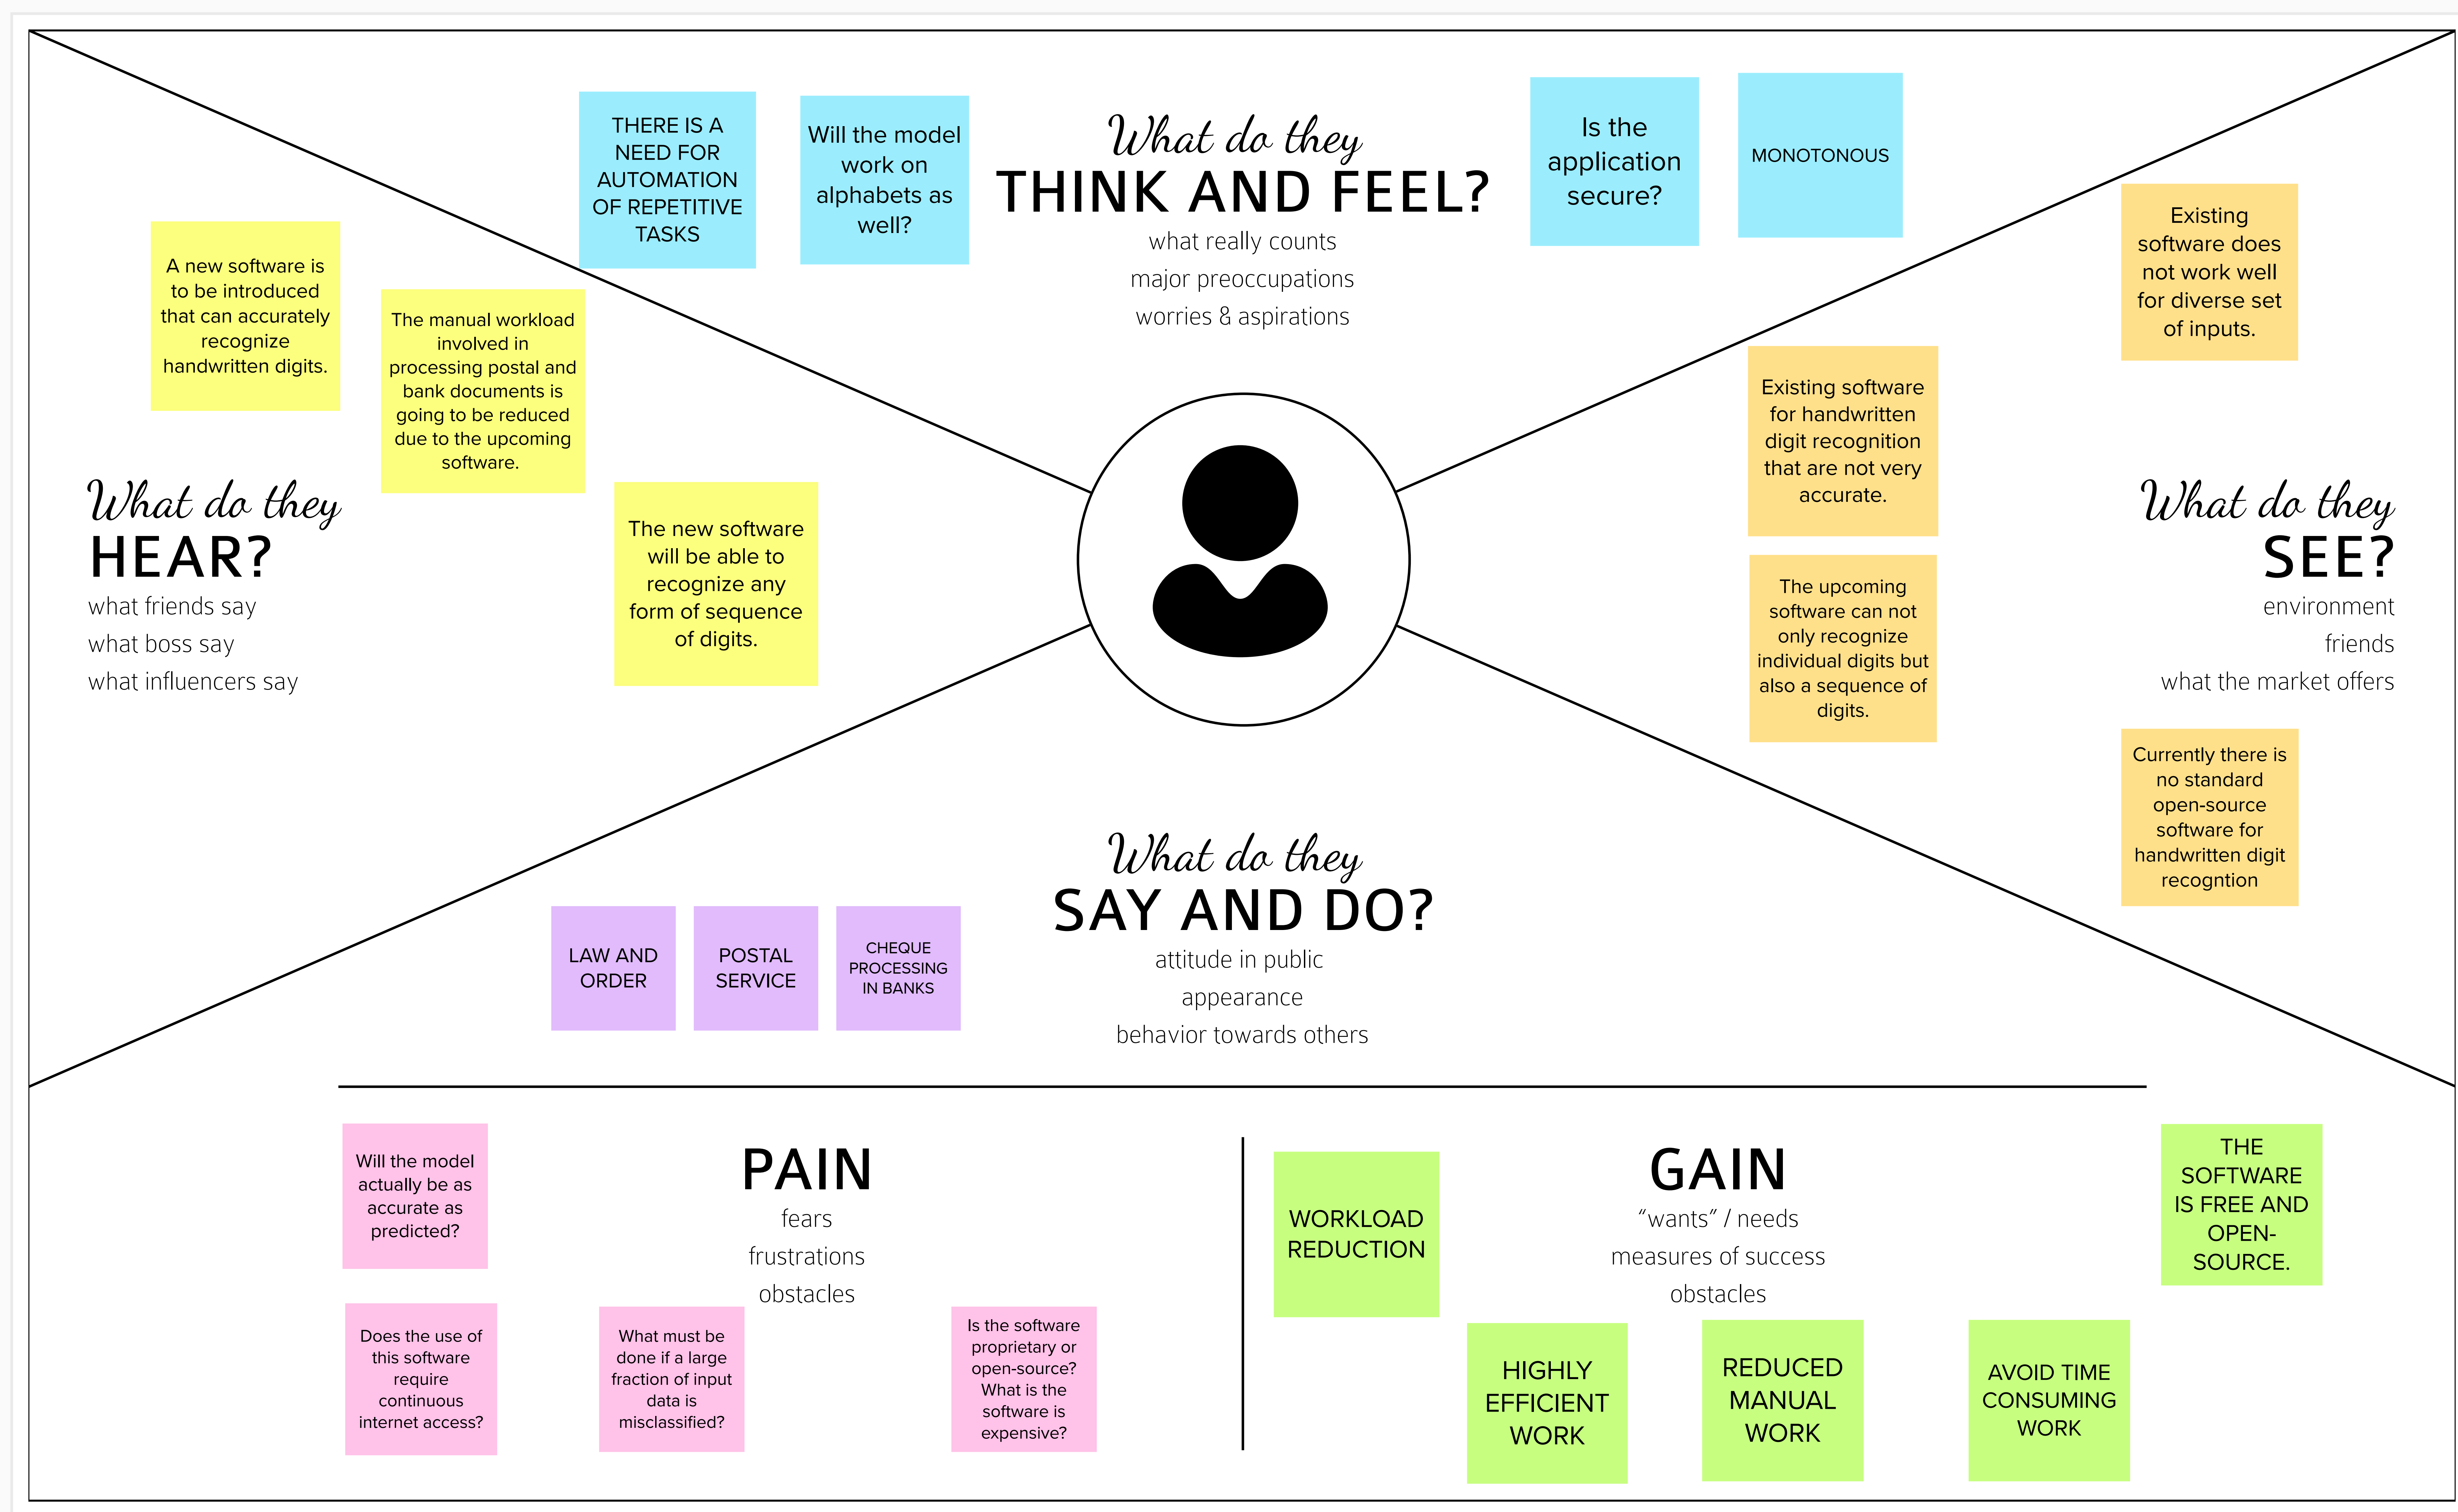 What do they
THINK AND FEEL?
what really counts
major preoccupations
worries & aspirations
THERE IS A
NEED FOR
AUTOMATION
OF REPETITIVE
TASKS
Will the model
work on
alphabets as
well?
Is the
application
secure?
MONOTONOUS
What do they
HEAR?
what friends say
what boss say
what influencers say
A new software is
to be introduced
that can accurately
recognize
handwritten digits.
The manual workload
involved in
processing postal and
bank documents is
going to be reduced
due to the upcoming
software.
The new software
will be able to
recognize any
form of sequence
of digits.
What do they
SEE?
environment
friends
what the market offers
Existing
software does
not work well
for diverse set
of inputs.
Existing software
for handwritten
digit recognition
that are not very
accurate.
The upcoming
software can not
only recognize
individual digits but
also a sequence of
digits.
Currently there is
no standard
open-source
software for
handwritten digit
recogntion
What do they
SAY AND DO?
attitude in public
appearance
behavior towards others
LAW AND
ORDER
POSTAL
SERVICE
CHEQUE
PROCESSING
IN BANKS
PAIN
fears
frustrations
obstacles
Will the model
actually be as
accurate as
predicted?
Does the use of
this software
require
continuous
internet access?
What must be
done if a large
fraction of input
data is
misclassified?
Is the software
proprietary or
open-source?
What is the
software is
expensive?
GAIN
“wants” / needs
measures of success
obstacles
WORKLOAD
REDUCTION
THE
SOFTWARE
IS FREE AND
OPEN-
SOURCE.
HIGHLY
EFFICIENT
WORK
REDUCED
MANUAL
WORK
AVOID TIME
CONSUMING
WORK